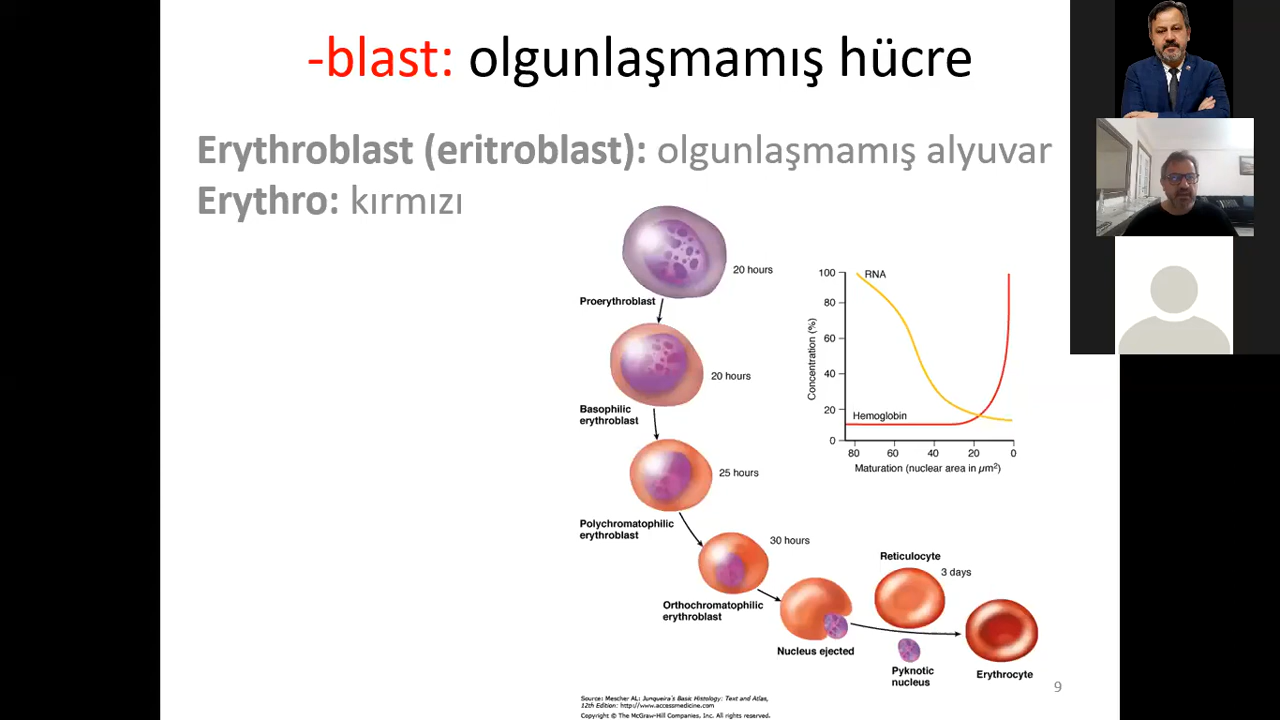 -blast: olgunlaşmamış hücre
Erythroblast (eritroblast): olgunlaşmamış alyuvar
Erythro: kırmızı
20 hours
Proerythroblast
20 hours
Basophilic
erythroblast
25 hours
Polychromatophilic
erythroblast
30 hours
Orthochromatophilic
erythroblast
Nucleus ejected
Reticulocyte
3 days
Pyknotic
nucleus
Erythrocyte
100
80
60
40
20
0
Concentration (%)
RNA
Hemoglobin
80 60 40 20 0
Maturation (nuclear area in µm²)
Source: Mescher AL: Junqueira's Basic Histology: Text and Atlas,
12th Edition: http://www.accessmedicine.com
Copyright © The McGraw-Hill Companies, Inc. All rights reserved.
9